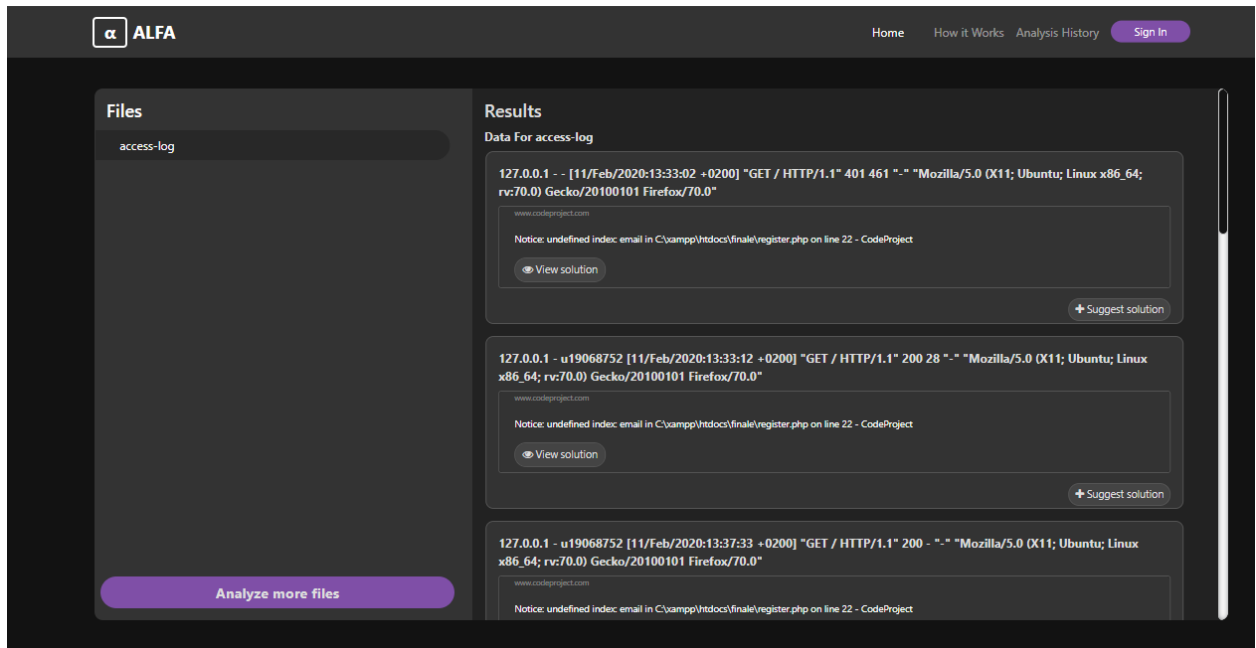 α ALFA
Home How it Works Analysis History Sign In
Files
access-log
Analyze more files
Results
Data For access-log
127.0.0.1 - - [11/Feb/2020:13:33:02 +0200] "GET / HTTP/1.1" 401 461 "-" "Mozilla/5.0 (X11; Ubuntu; Linux x86_64;
rv:70.0) Gecko/20100101 Firefox/70.0"
www.codeproject.com
Notice: undefined index: email in C:\xampp\htdocs\finale\register.php on line 22 - CodeProject
View solution
Suggest solution
127.0.0.1 - u19068752 [11/Feb/2020:13:33:12 +0200] "GET / HTTP/1.1" 200 28 "-" "Mozilla/5.0 (X11; Ubuntu; Linux
x86_64; rv:70.0) Gecko/20100101 Firefox/70.0"
www.codeproject.com
Notice: undefined index: email in C:\xampp\htdocs\finale\register.php on line 22 - CodeProject
View solution
Suggest solution
127.0.0.1 - u19068752 [11/Feb/2020:13:37:33 +0200] "GET / HTTP/1.1" 200 - "-" "Mozilla/5.0 (X11; Ubuntu; Linux
x86_64; rv:70.0) Gecko/20100101 Firefox/70.0"
www.codeproject.com
Notice: undefined index: email in C:\xampp\htdocs\finale\register.php on line 22 - CodeProject